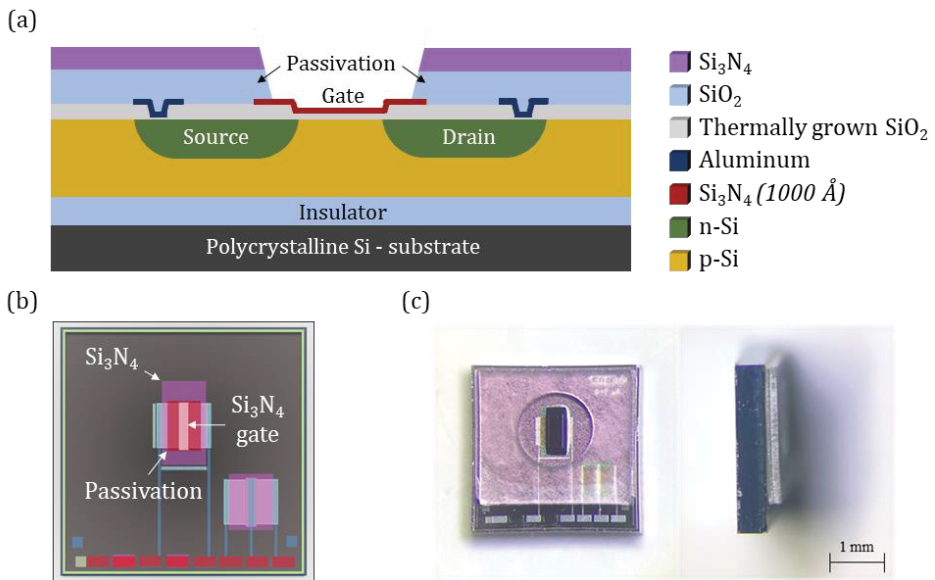 (a)
Passivation
Gate
Source
Drain
Insulator
Polycrystalline Si - substrate
Si₃N₄
SiO₂
Thermally grown SiO₂
Aluminum
Si₃N₄ (1000 Å)
n-Si
p-Si
(b)
Si₃N₄
Si₃N₄
gate
Passivation
(c)
1 mm